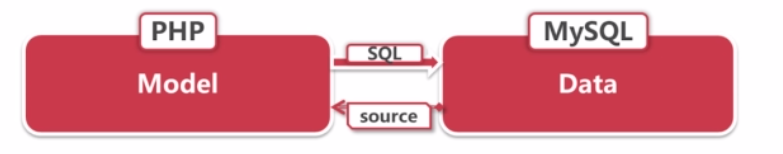 PHP
Model
SQL
source
MySQL
Data